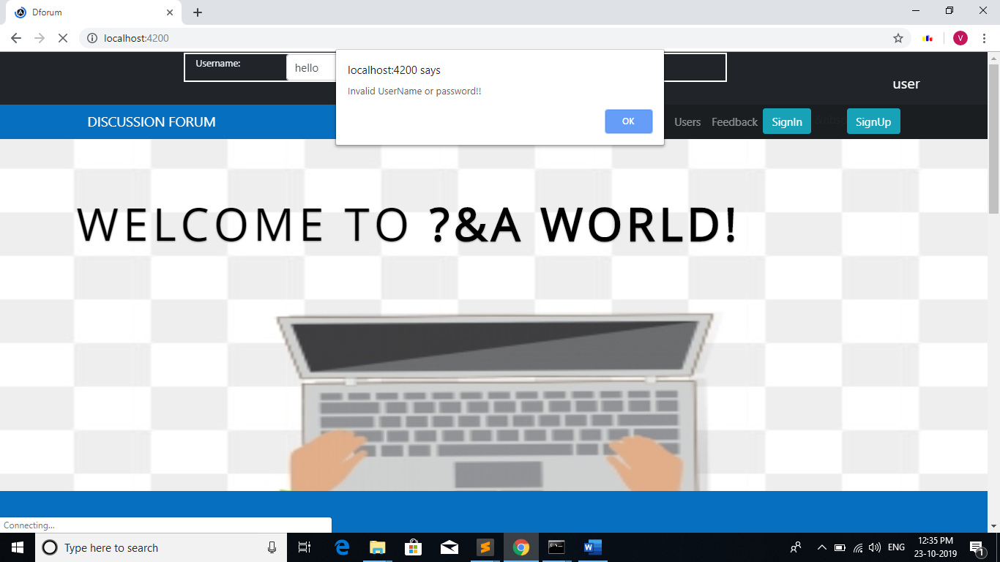 Dforum
localhost:4200
Username:
hello
localhost:4200 says
Invalid UserName or password!!
OK
user
DISCUSSION FORUM
Users Feedback SignIn SignUp
WELCOME TO ?&A WORLD!
Connecting...
Type here to search
ENG
12:35 PM
23-10-2019
1
V